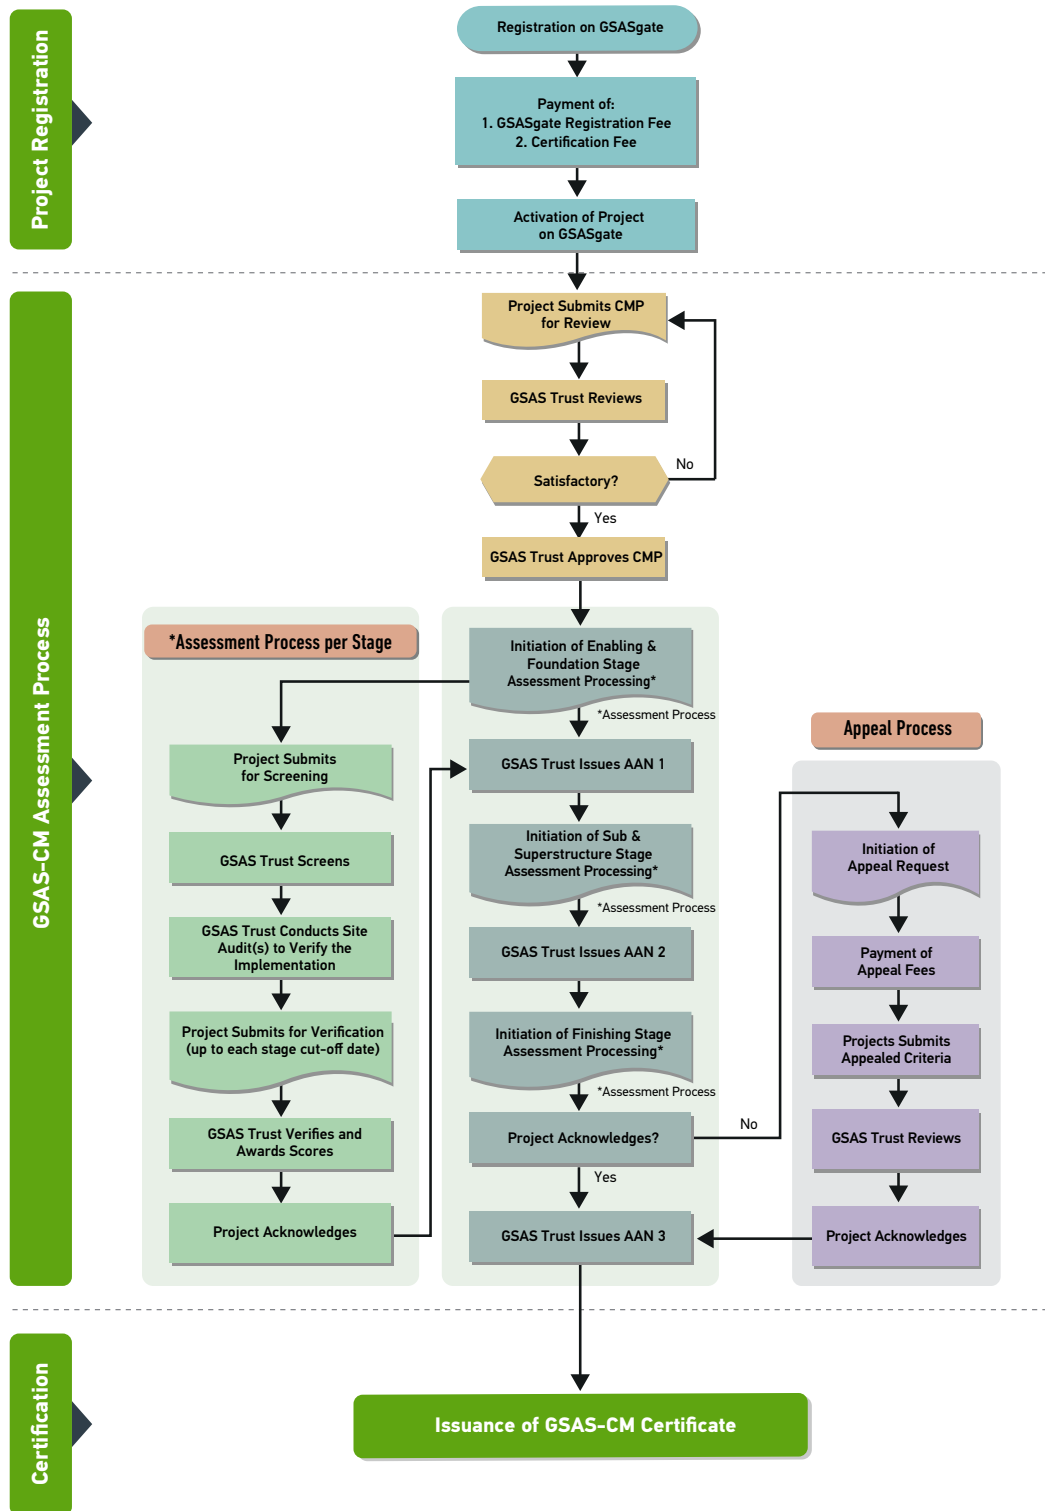 Project Registration
Registration on GSASgate
Payment of:
1. GSASgate Registration Fee
2. Certification Fee
Activation of Project
on GSASgate
GSAS-CM Assessment Process
Project Submits CMP
for Review
GSAS Trust Reviews
Satisfactory?
No
Yes
GSAS Trust Approves CMP
*Assessment Process per Stage
Project Submits
for Screening
GSAS Trust Screens
GSAS Trust Conducts Site
Audit(s) to Verify the
Implementation
Project Submits for Verification
(up to each stage cut-off date)
GSAS Trust Verifies and
Awards Scores
Project Acknowledges
Initiation of Enabling &
Foundation Stage
Assessment Processing*
*Assessment Process
GSAS Trust Issues AAN 1
Initiation of Sub &
Superstructure Stage
Assessment Processing*
*Assessment Process
GSAS Trust Issues AAN 2
Initiation of Finishing Stage
Assessment Processing*
*Assessment Process
Project Acknowledges?
No
Yes
GSAS Trust Issues AAN 3
Appeal Process
Initiation of
Appeal Request
Payment of
Appeal Fees
Projects Submits
Appealed Criteria
GSAS Trust Reviews
Project Acknowledges
Certification
Issuance of GSAS-CM Certificate